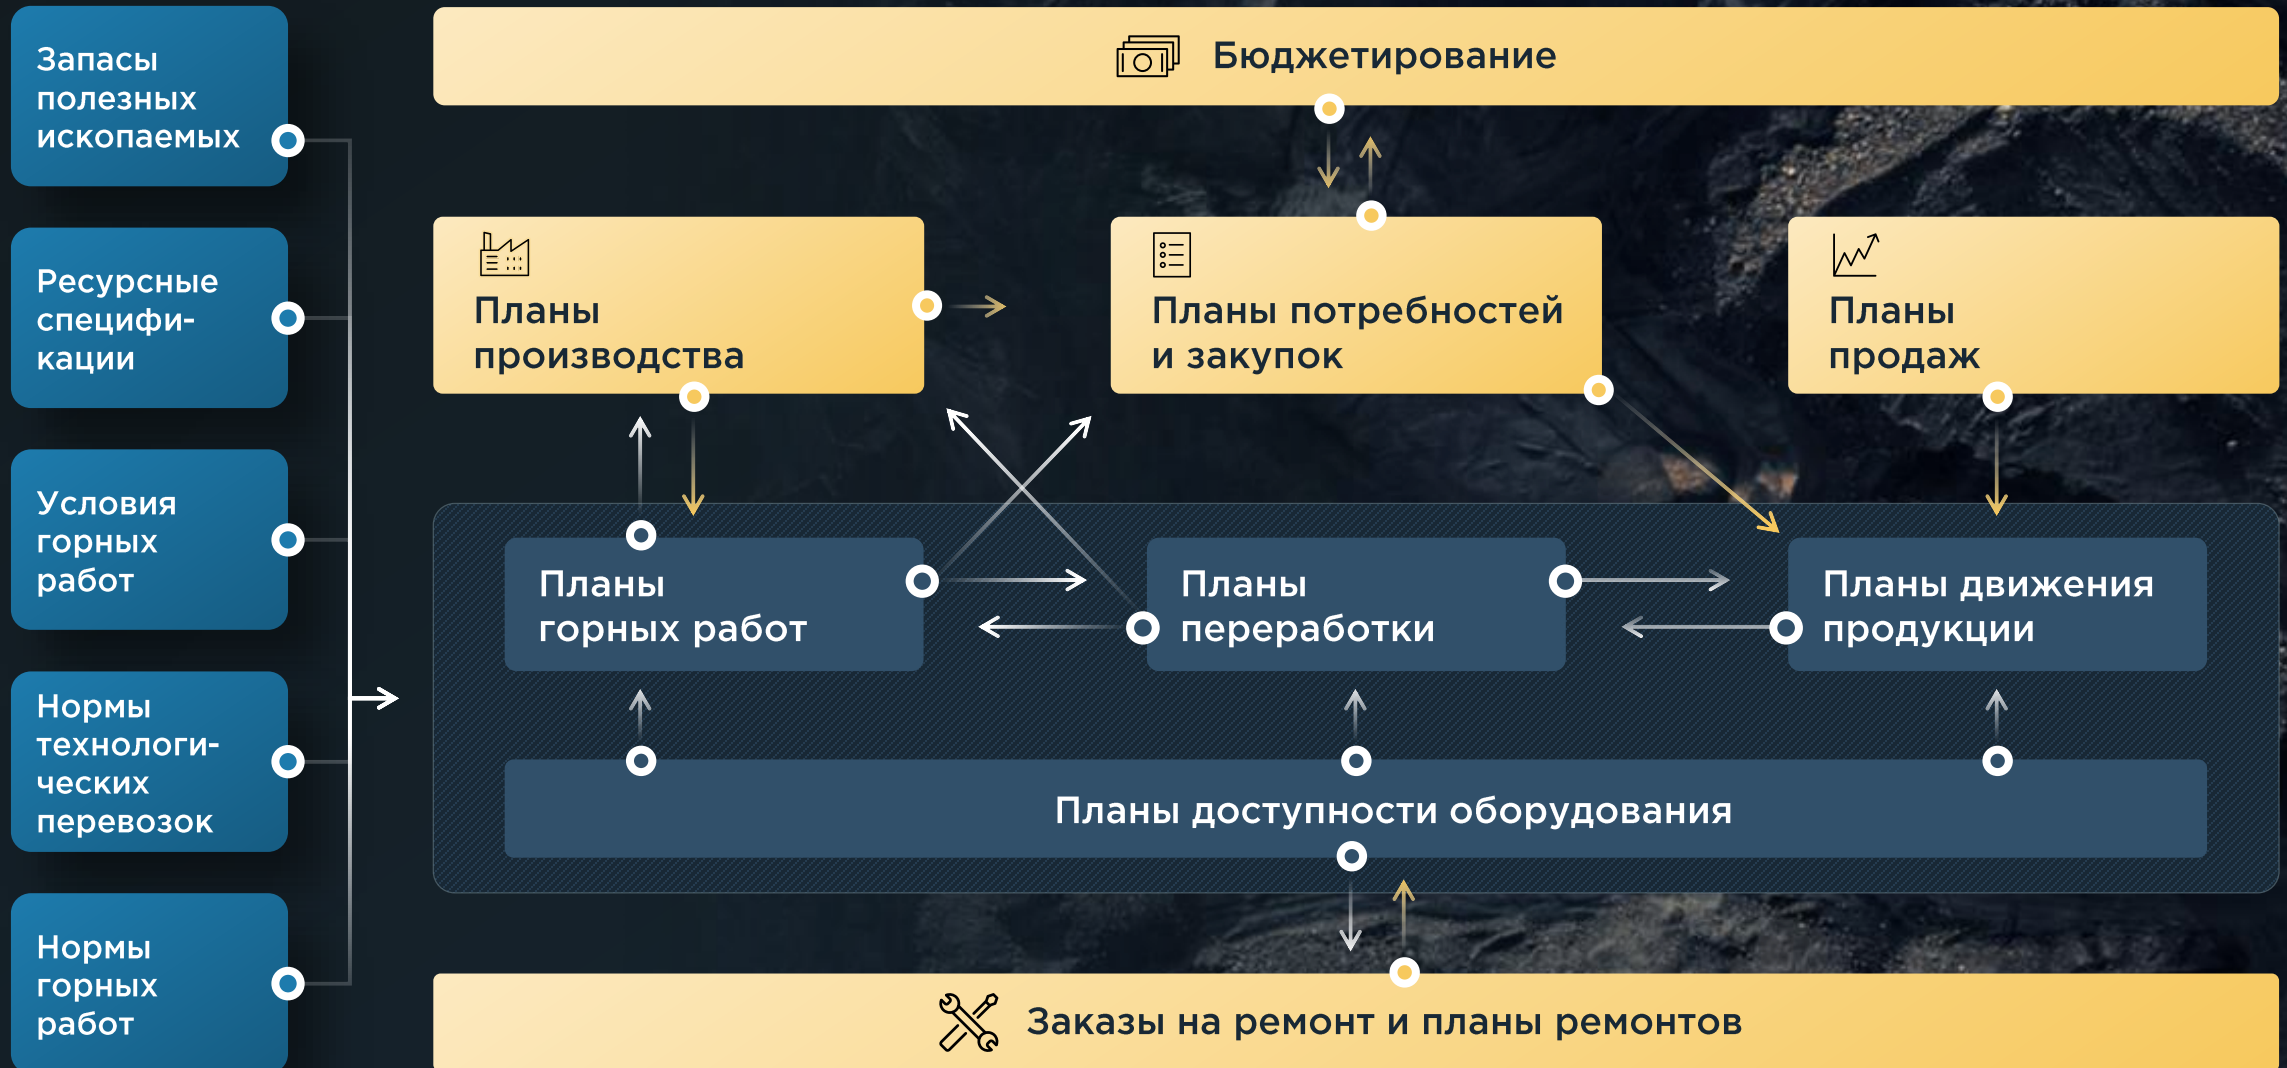 Запасы
полезных
ископаемых
Ресурсные
специфи-
кации
Условия
горных
работ
Нормы
технологи-
ческих
перевозок
Нормы
горных
работ
Бюджетирование
Планы
производства
Планы потребностей
и закупок
Планы
продаж
Планы
горных работ
Планы
переработки
Планы движения
продукции
Планы доступности оборудования
Заказы на ремонт и планы ремонтов